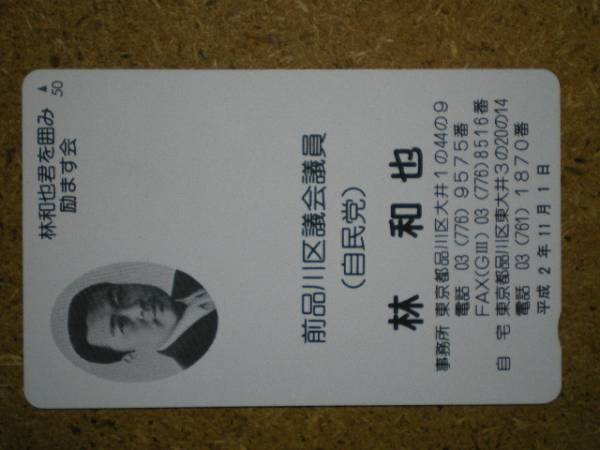 林和也君を囲み
励ます会
50
前品川区議会議員
(自民党)
林 和 也
事務所 東京都品川区大井1の44の9
電話 03 (776) 9575番
FAX(GⅢ) 03 (776) 8516番
自 宅 東京都品川区東大井3の20の14
電話 03 (761) 1870番
平成 2 年 11 月 1 日